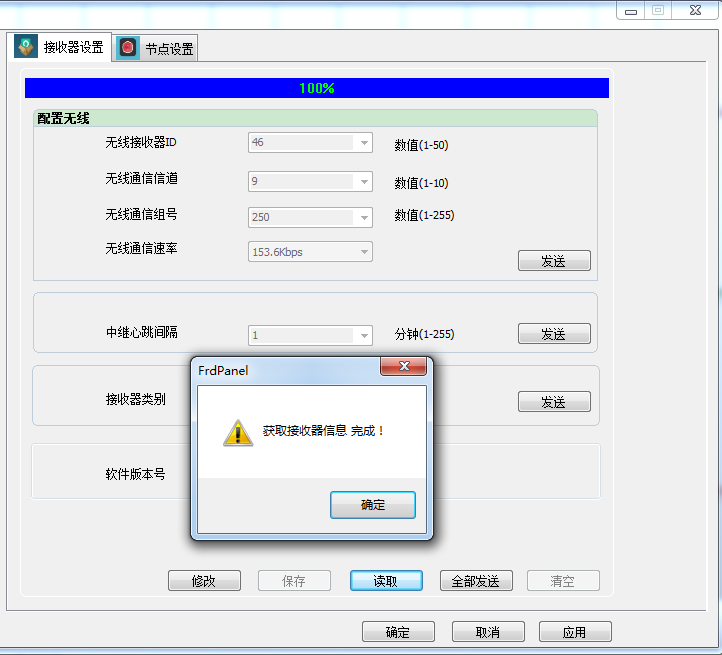 接收器设置
节点设置
100%
配置无线
无线接收器ID 46 数值(1-50)
无线通信信道 9 数值(1-10)
无线通信组号 250 数值(1-255)
无线通信速率 153.6Kbps
发送
中继心跳间隔 1 分钟(1-255) 发送
FrdPanel
接收器类别 发送
获取接收器信息 完成！
软件版本号
确定
修改 保存 读取 全部发送 清空
确定 取消 应用